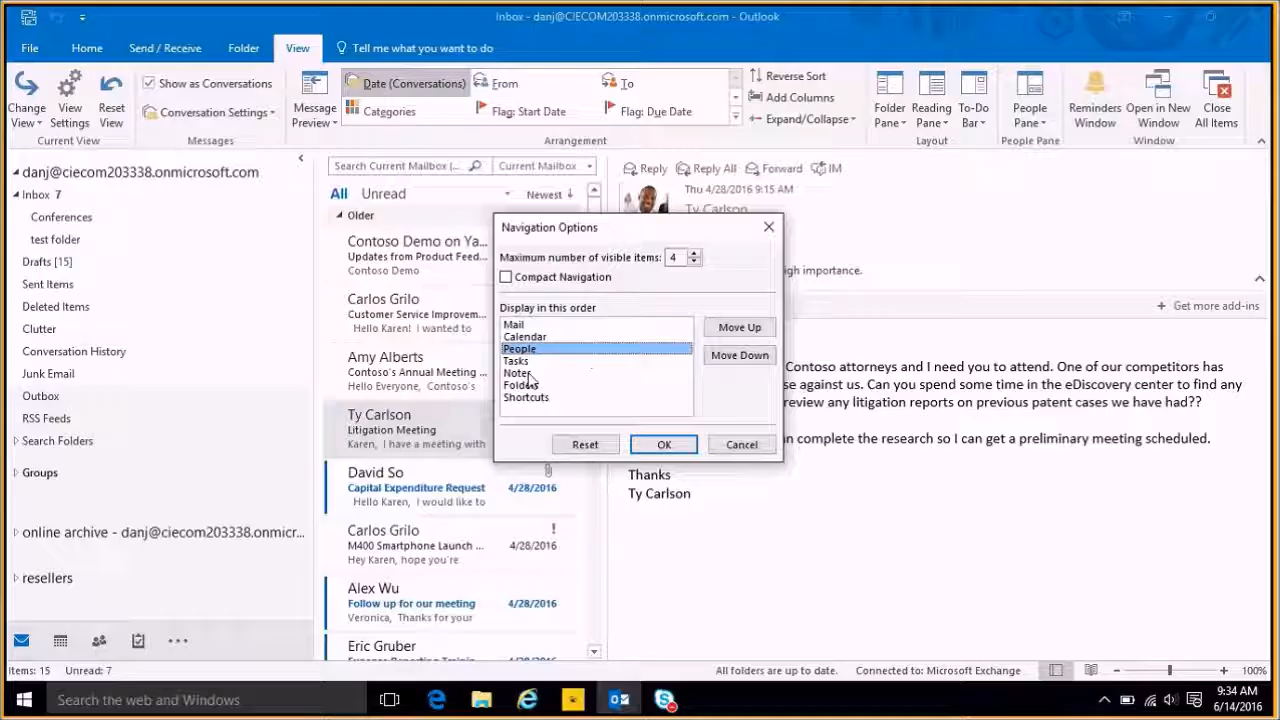 Inbox - danj@CIECOM203338.onmicrosoft.com - Outlook
File Home Send / Receive Folder View Tell me what you want to do
Change View View Settings Reset View
Current View
Show as Conversations
Conversation Settings
Messages
Message Preview
Date (Conversations) From To
Categories Flag: Start Date Flag: Due Date
Arrangement
Reverse Sort
Add Columns
Expand/Collapse
Folder Pane Reading Pane To-Do Bar
Layout
People Pane
People Pane
Reminders Window Open in New Window Close All Items
Window
danj@ciecom203338.onmicrosoft.com
Inbox 7
Conferences
test folder
Drafts [15]
Sent Items
Deleted Items
Clutter
Conversation History
Junk Email
Outbox
RSS Feeds
Search Folders
Groups
online archive - danj@ciecom203338.onmicr...
resellers
Search Current Mailbox (... Current Mailbox
All Unread Newest
Older
Contoso Demo on Ya...
Updates from Product Feed...
Contoso Demo
Carlos Grilo
Customer Service Improvem...
Hello Karen! I wanted to
Amy Alberts
Contoso's Annual Meeting ...
Hello Everyone, Contoso's
Ty Carlson
Litigation Meeting
Karen, I have a meeting with
David So
Capital Expenditure Request 4/28/2016
Hello Karen, I would like to
Carlos Grilo
M400 Smartphone Launch ... 4/28/2016
Hey Karen, hope you're
Alex Wu
Follow up for our meeting 4/28/2016
Veronica, Thanks for your
Eric Gruber
Reply Reply All Forward IM
Thu 4/28/2016 9:15 AM
Ty Carlson
igh importance.
Get more add-ins
Contoso attorneys and I need you to attend. One of our competitors has
se against us. Can you spend some time in the eDiscovery center to find any
review any litigation reports on previous patent cases we have had??
an complete the research so I can get a preliminary meeting scheduled.
Thanks
Ty Carlson
Navigation Options
Maximum number of visible items: 4
Compact Navigation
Display in this order
Mail
Calendar
People
Tasks
Notes
Folders
Shortcuts
Move Up
Move Down
Reset OK Cancel
Items: 15 Unread: 7 All folders are up to date. Connected to: Microsoft Exchange 100%
Search the web and Windows
9:34 AM
6/14/2016